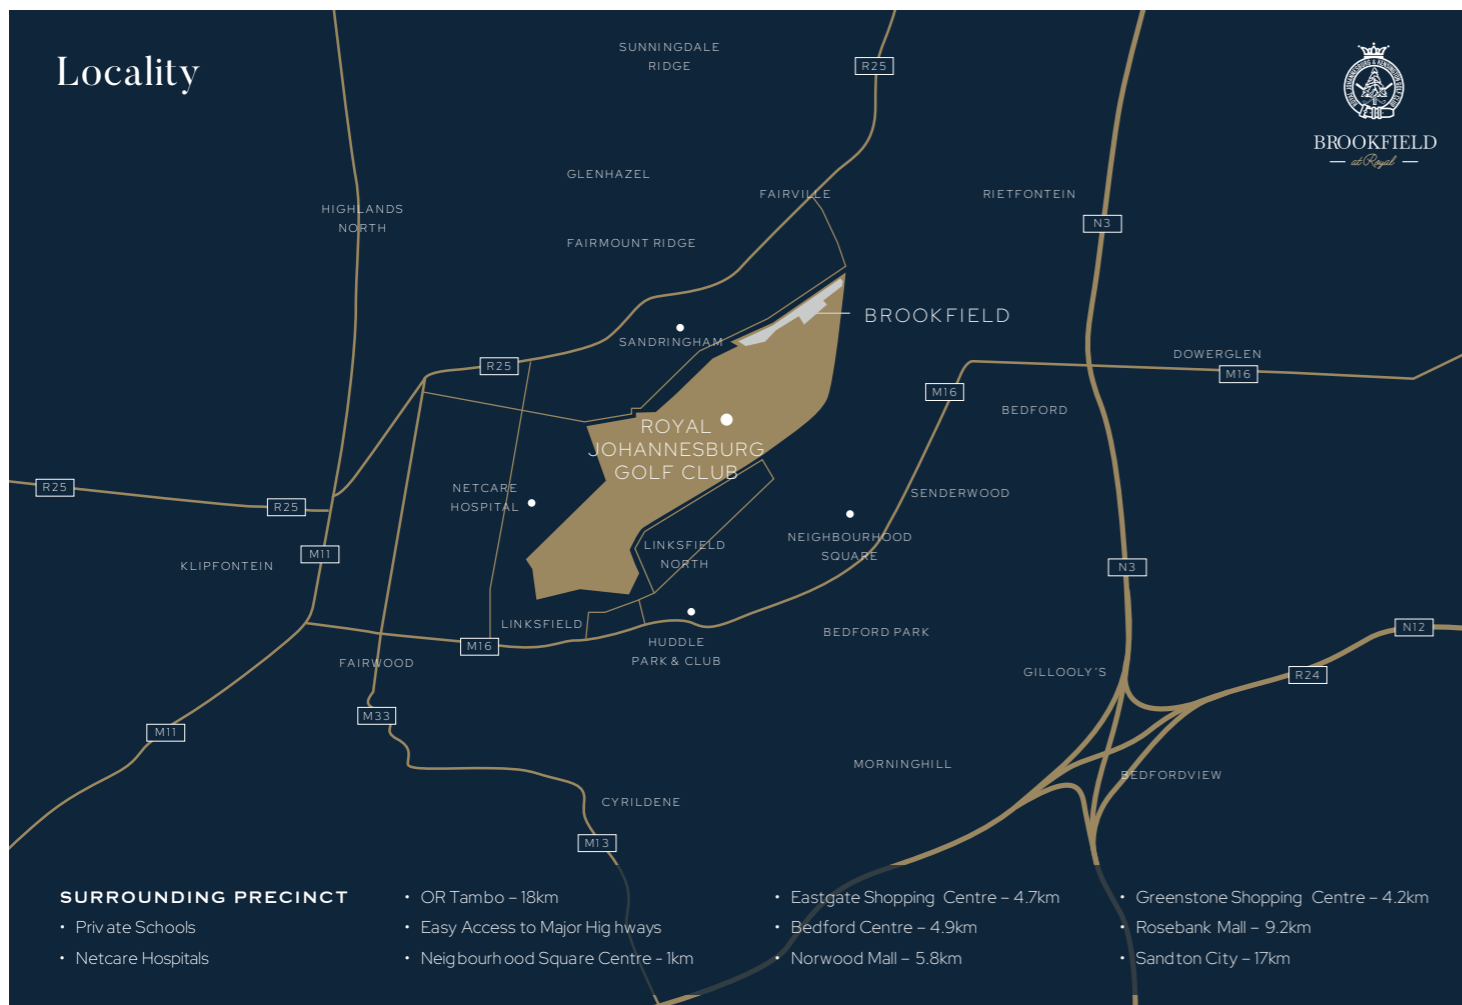 Locality
SUNNINGDALE
RIDGE
R25
ROYAL JOHANNESBURG & KENSINGTON GOLF CLUB
BROOKFIELD
at Royal
GLENHAZEL
FAIRVILLE
RIETFONTEIN
HIGHLANDS
NORTH
N3
FAIRMOUNT RIDGE
BROOKFIELD
SANDRINGHAM
DOWERGLEN
R25
M16
M16
BEDFORD
ROYAL
JOHANNESBURG
GOLF CLUB
R25
NETCARE
HOSPITAL
SENDERWOOD
R25
NEIGHBOURHOOD
SQUARE
M11
LINKSFIELD
NORTH
KLIPFONTEIN
N3
LINKSFIELD
BEDFORD PARK
N12
M16
HUDDLE
PARK & CLUB
FAIRWOOD
GILLOOLY'S
R24
M33
M11
MORNINGHILL
BEDFORDVIEW
CYRILDENE
M13
SURROUNDING PRECINCT
• Private Schools
• Netcare Hospitals
• OR Tambo – 18km
• Easy Access to Major Highways
• Neigbourhood Square Centre - 1km
• Eastgate Shopping Centre – 4.7km
• Bedford Centre – 4.9km
• Norwood Mall – 5.8km
• Greenstone Shopping Centre – 4.2km
• Rosebank Mall – 9.2km
• Sandton City – 17km